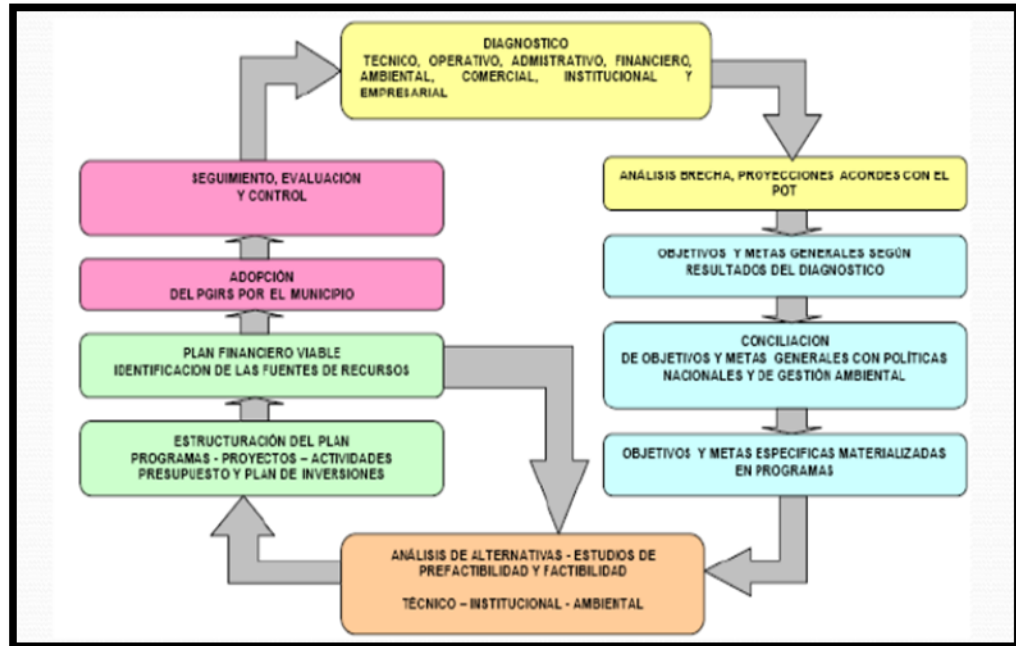 DIAGNOSTICO
TECNICO, OPERATIVO, ADMISTRATIVO, FINANCIERO,
AMBIENTAL, COMERCIAL, INSTITUCIONAL Y
EMPRESARIAL
ANÁLISIS BRECHA, PROYECCIONES ACORDES CON EL
POT
OBJETIVOS Y METAS GENERALES SEGÚN
RESULTADOS DEL DIAGNOSTICO
CONCILIACION
DE OBJETIVOS Y METAS GENERALES CON POLÍTICAS
NACIONALES Y DE GESTIÓN AMBIENTAL
OBJETIVOS Y METAS ESPECIFICAS MATERIALIZADAS
EN PROGRAMAS
ANÁLISIS DE ALTERNATIVAS - ESTUDIOS DE
PREFACTIBILIDAD Y FACTIBILIDAD
TÉCNICO – INSTITUCIONAL - AMBIENTAL
ESTRUCTURACIÓN DEL PLAN
PROGRAMAS - PROYECTOS – ACTIVIDADES
PRESUPUESTO Y PLAN DE INVERSIONES
PLAN FINANCIERO VIABLE
IDENTIFICACION DE LAS FUENTES DE RECURSOS
ADOPCIÓN
DEL PGIRS POR EL MUNICIPIO
SEGUIMIENTO, EVALUACIÓN
Y CONTROL